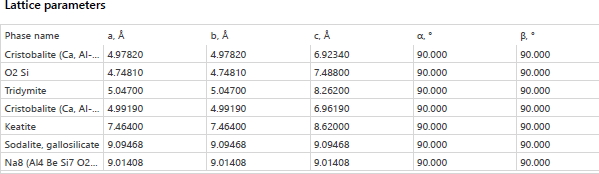 Lattice parameters
Phase name a, Å b, Å c, Å α, ° β, °
Cristobalite (Ca, Al-... 4.97820 4.97820 6.92340 90.000 90.000
O2 Si 4.74810 4.74810 7.48800 90.000 90.000
Tridymite 5.04700 5.04700 8.26200 90.000 90.000
Cristobalite (Ca, Al-... 4.99190 4.99190 6.96190 90.000 90.000
Keatite 7.46400 7.46400 8.62000 90.000 90.000
Sodalite, gallosilicate 9.09468 9.09468 9.09468 90.000 90.000
Na8 (Al4 Be Si7 O2... 9.01408 9.01408 9.01408 90.000 90.000